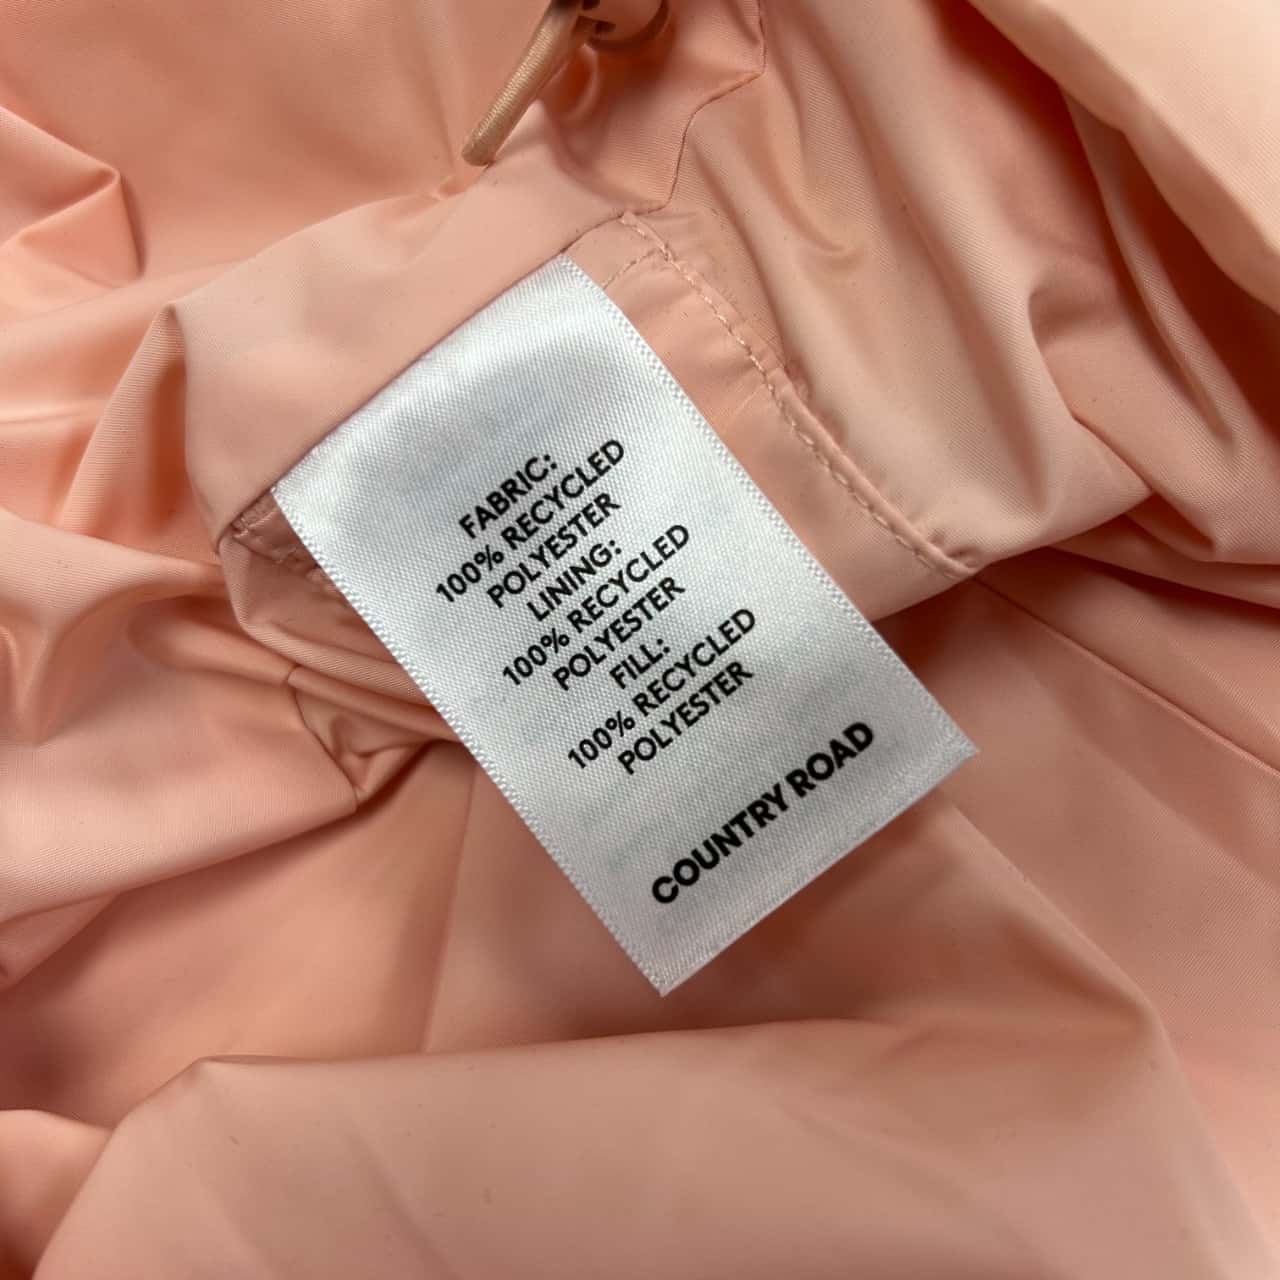 FABRIC:
100% RECYCLED
POLYESTER
LINING:
100% RECYCLED
POLYESTER
FILL:
100% RECYCLED
POLYESTER
COUNTRY ROAD